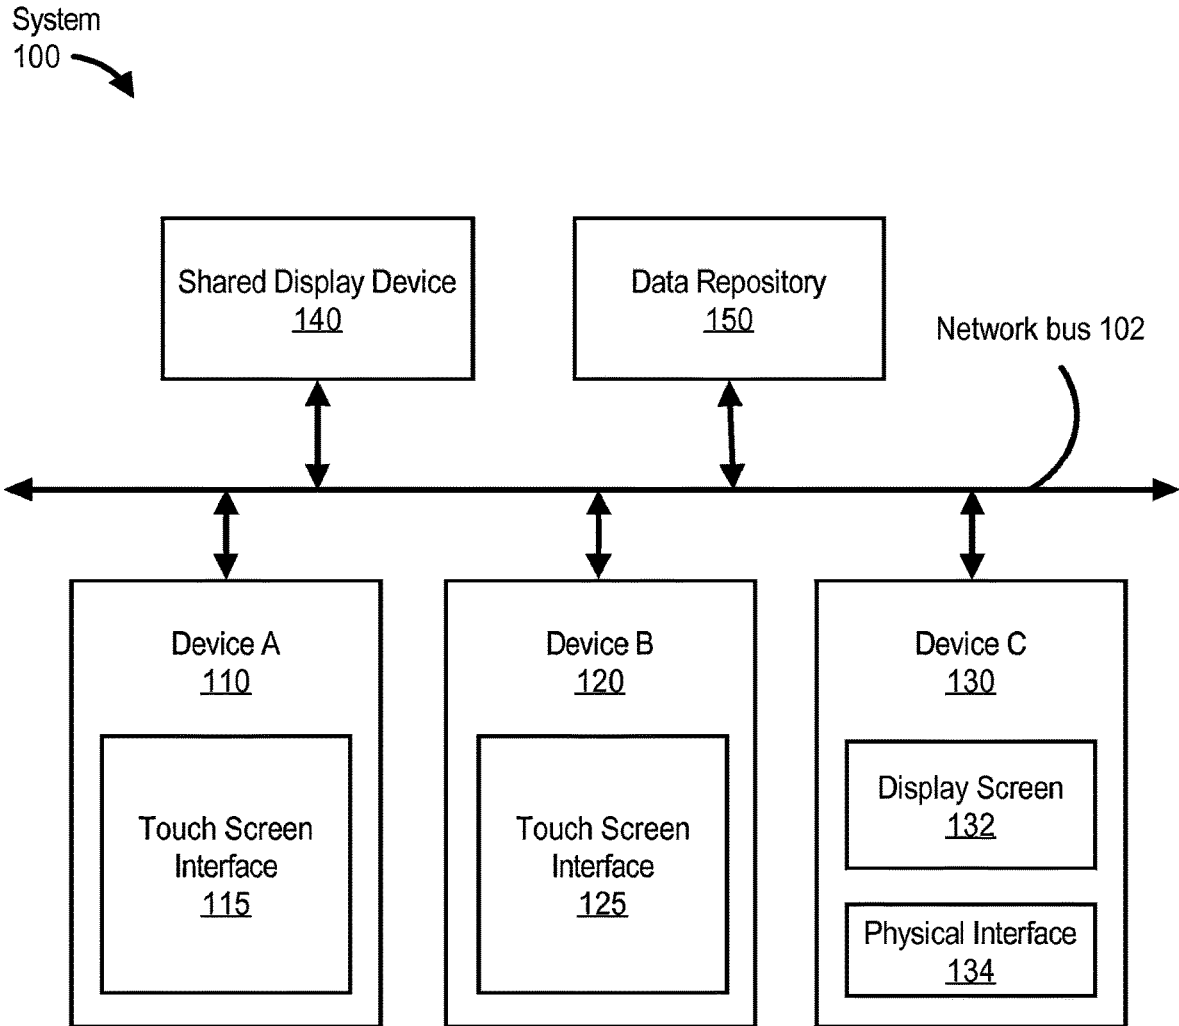 System
100
Shared Display Device
140
Data Repository
150
Network bus 102
Device A
110
Touch Screen
Interface
115
Device B
120
Touch Screen
Interface
125
Device C
130
Display Screen
132
Physical Interface
134